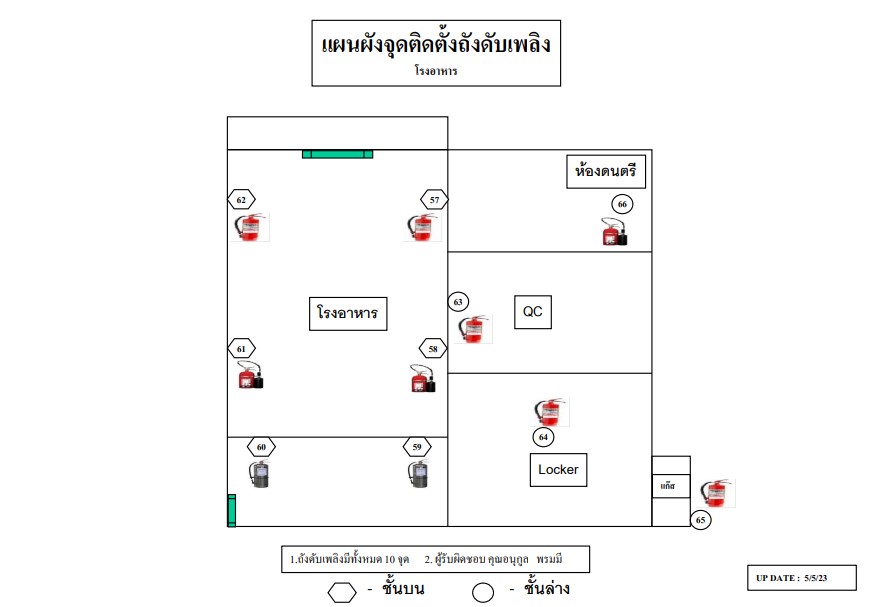 แผนผังจุดติดตั้งถังดับเพลิง
โรงอาหาร
ห้องดนตรี
62
57
66
63
QC
โรงอาหาร
61
58
64
60
59
Locker
แก๊ส
65
1.ถังดับเพลิงมีทั้งหมด 10 จุด 2. ผู้รับผิดชอบ คุณอนุกูล พรมมี
- ชั้นบน - ชั้นล่าง
UP DATE : 5/5/23